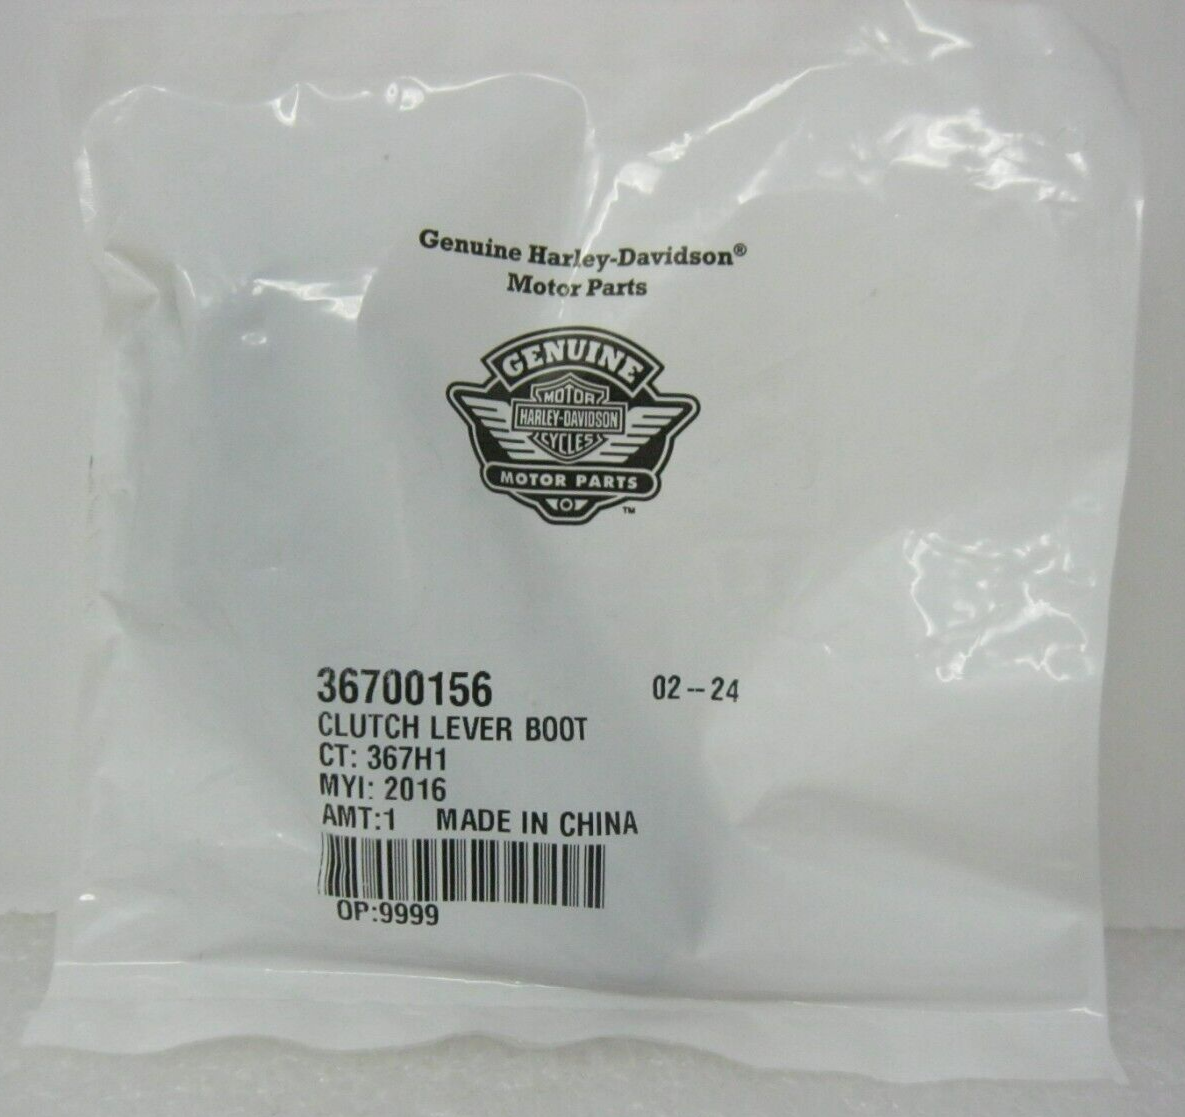 Genuine Harley-Davidson®
Motor Parts
GENUINE
MOTOR
HARLEY-DAVIDSON
CYCLES
MOTOR PARTS
TM
36700156 02--24
CLUTCH LEVER BOOT
CT: 367H1
MYI: 2016
AMT:1 MADE IN CHINA
OP:9999